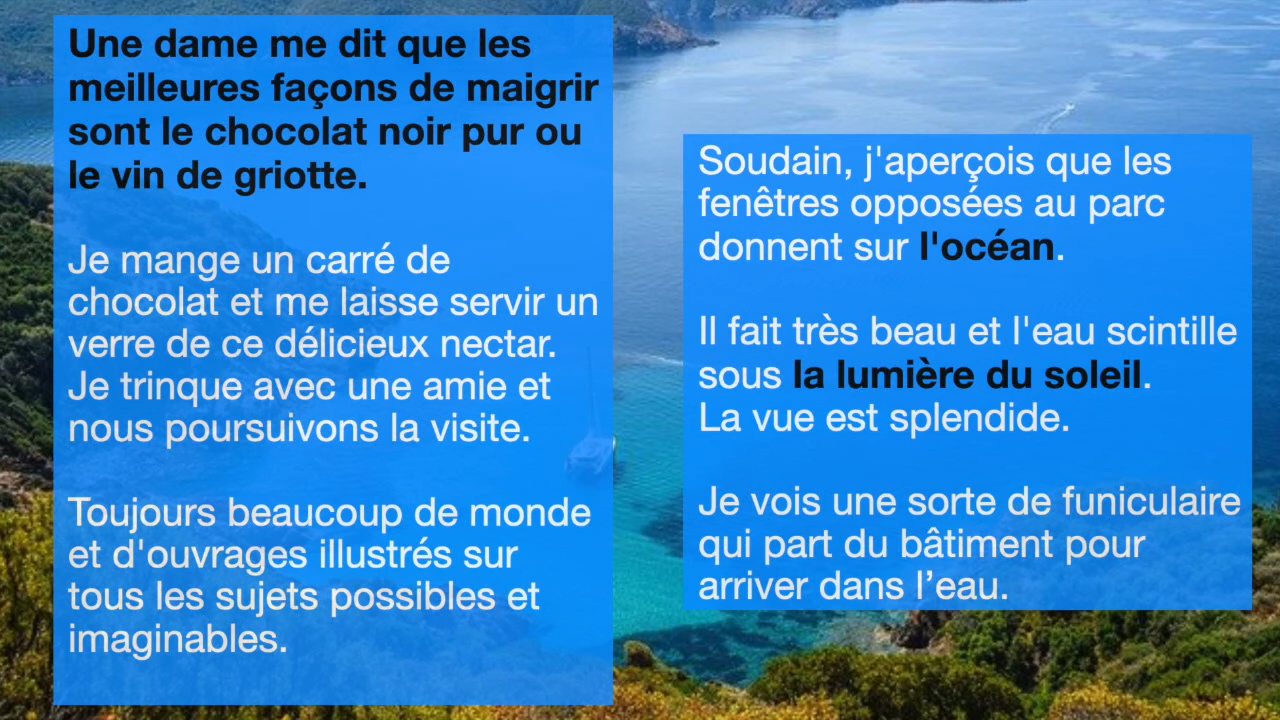 Une dame me dit que les
meilleures façons de maigrir
sont le chocolat noir pur ou
le vin de griotte.
Je mange un carré de
chocolat et me laisse servir un
verre de ce délicieux nectar.
Je trinque avec une amie et
nous poursuivons la visite.
Toujours beaucoup de monde
et d'ouvrages illustrés sur
tous les sujets possibles et
imaginables.
Soudain, j'aperçois que les
fenêtres opposées au parc
donnent sur l'océan.
Il fait très beau et l'eau scintille
sous la lumière du soleil.
La vue est splendide.
Je vois une sorte de funiculaire
qui part du bâtiment pour
arriver dans l’eau.